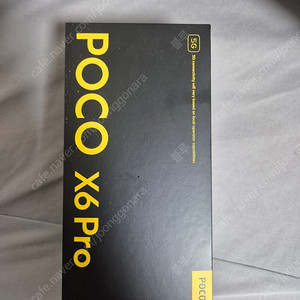 POCO X6 Pro
5G
5G connectivity will vary based on local operator capabilities
POCO
cafe.naver.com/joonggonara